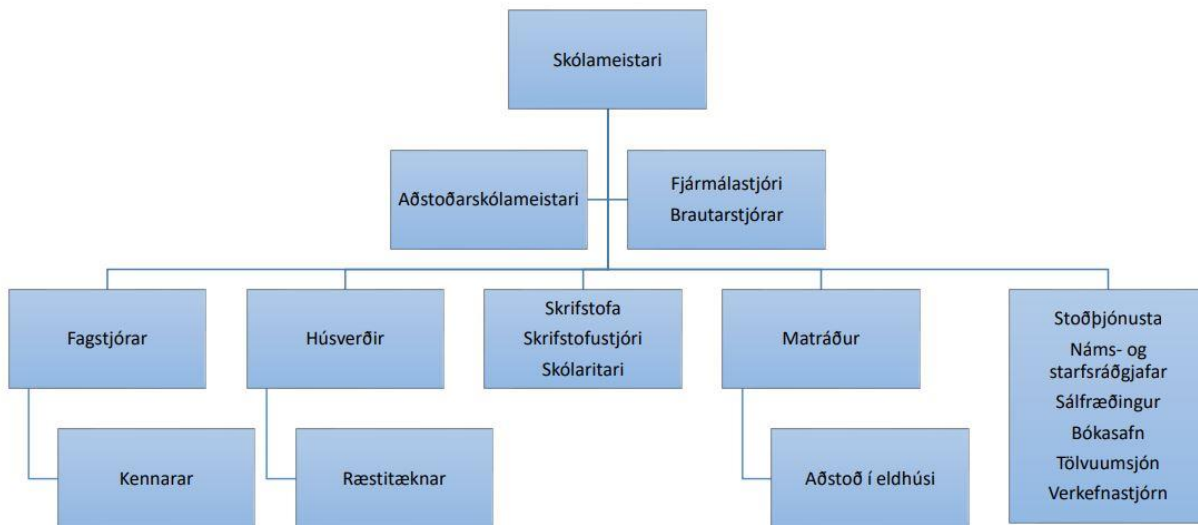 Skólameistari
Aðstoðarskólameistari
Fjármálastjóri
Brautarstjórar
Fagstjórar
Húsverðir
Skrifstofa
Skrifstofustjóri
Skólaritari
Matráður
Stoðþjónusta
Náms- og
starfsráðgjafar
Sálfræðingur
Bókasafn
Tölvuumsjón
Verkefnastjórn
Kennarar
Ræstitæknar
Aðstoð í eldhúsi